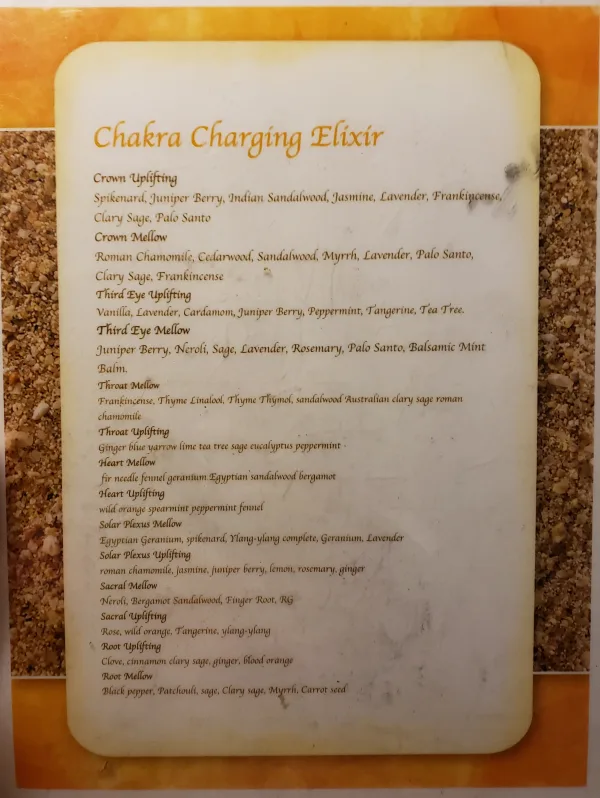 Chakra Charging Elixir
Crown Uplifting
Spikenard, Juniper Berry, Indian Sandalwood, Jasmine, Lavender, Frankincense,
Clary Sage, Palo Santo
Crown Mellow
Roman Chamomile, Cedarwood, Sandalwood, Myrrh, Lavender, Palo Santo,
Clary Sage, Frankincense
Third Eye Uplifting
Vanilla, Lavender, Cardamom, Juniper Berry, Peppermint, Tangerine, Tea Tree.
Third Eye Mellow
Juniper Berry, Neroli, Sage, Lavender, Rosemary, Palo Santo, Balsamic Mint
Balm.
Throat Mellow
Frankincense, Thyme Linalool, Thyme Thymol, sandalwood Australian clary sage roman
chamomile
Throat Uplifting
Ginger blue yarrow lime tea tree sage eucalyptus peppermint
Heart Mellow
fir needle fennel geranium Egyptian sandalwood bergamot
Heart Uplifting
wild orange spearmint peppermint fennel
Solar Plexus Mellow
Egyptian Geranium, spikenard, Ylang-ylang complete, Geranium, Lavender
Solar Plexus Uplifting
roman chamomile, jasmine, juniper berry, lemon, rosemary, ginger
Sacral Mellow
Neroli, Bergamot Sandalwood, Finger Root, RG
Sacral Uplifting
Rose, wild orange, Tangerine, ylang-ylang
Root Uplifting
Clove, cinnamon clary sage, ginger, blood orange
Root Mellow
Black pepper, Patchouli, sage, Clary sage, Myrrh, Carrot seed